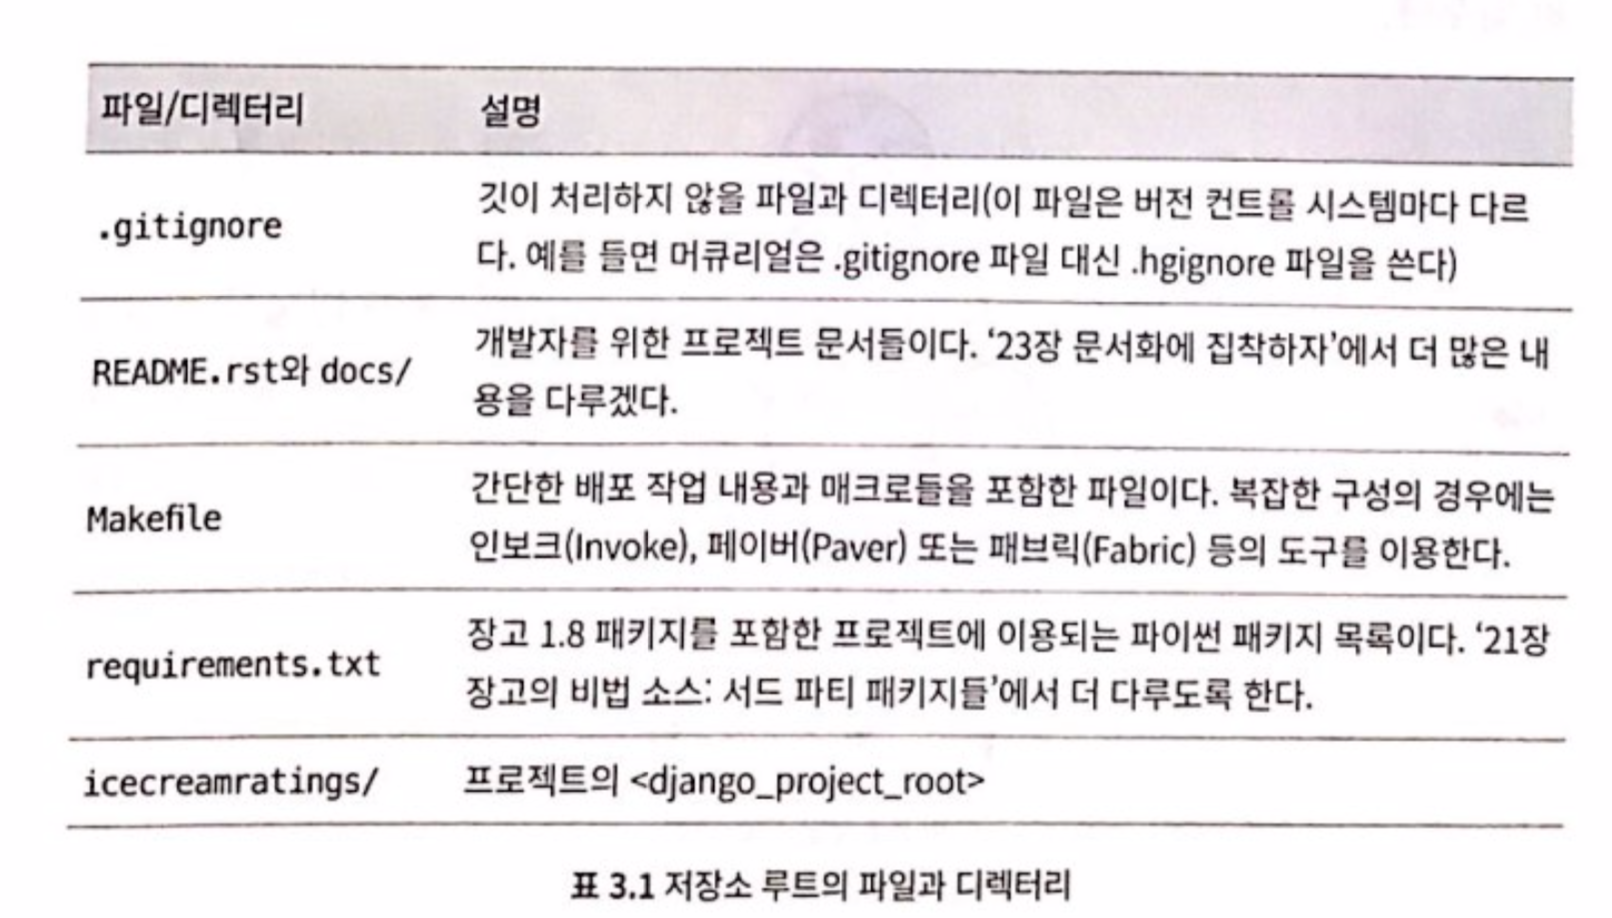 파일/디렉터리 설명
.gitignore 깃이 처리하지 않을 파일과 디렉터리(이 파일은 버전 컨트롤 시스템마다 다르
다. 예를 들면 머큐리얼은 .gitignore 파일 대신 .hgignore 파일을 쓴다)
README.rst와 docs/ 개발자를 위한 프로젝트 문서들이다. ‘23장 문서화에 집착하자’에서 더 많은 내
용을 다루겠다.
Makefile 간단한 배포 작업 내용과 매크로들을 포함한 파일이다. 복잡한 구성의 경우에는
인보크(Invoke), 페이버(Paver) 또는 패브릭(Fabric) 등의 도구를 이용한다.
requirements.txt 장고 1.8 패키지를 포함한 프로젝트에 이용되는 파이썬 패키지 목록이다. ‘21장
장고의 비법 소스: 서드 파티 패키지들’에서 더 다루도록 한다.
icecreamratings/ 프로젝트의 <django_project_root>
표 3.1 저장소 루트의 파일과 디렉터리